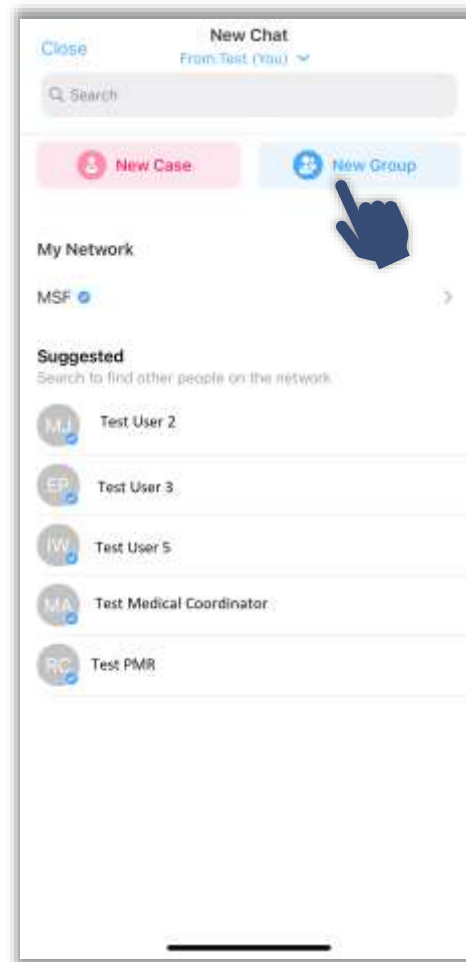 New Chat
Close
From: Test (You)
Search
New Case
New Group
My Network
MSF
Suggested
Search to find other people on the network
MJ
Test User 2
EP
Test User 3
IW
Test User 5
MA
Test Medical Coordinator
RC
Test PMR